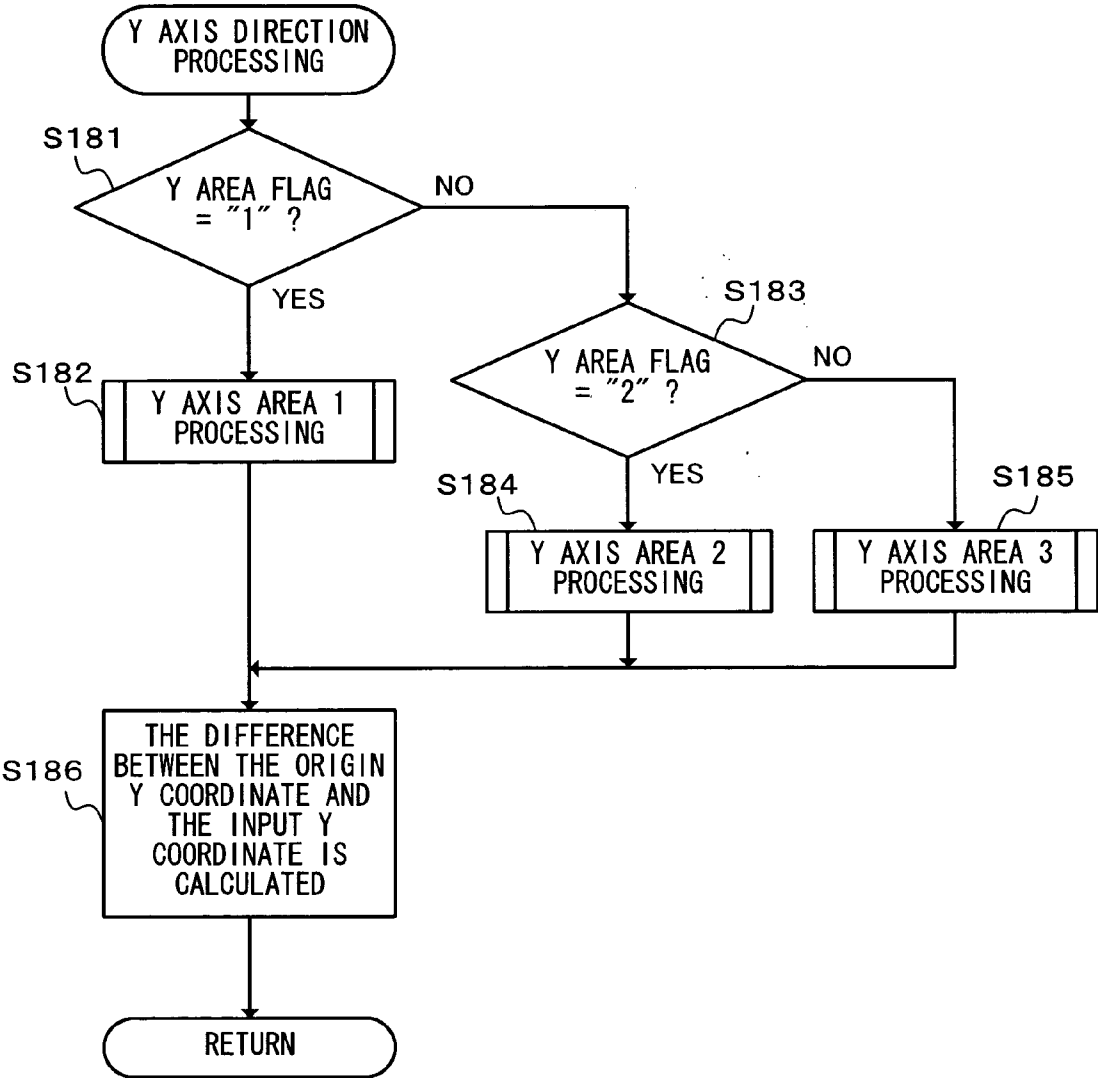 Y AXIS DIRECTION
PROCESSING
S181
Y AREA FLAG
= "1" ?
NO
YES
S183
Y AREA FLAG
= "2" ?
NO
YES
S182
Y AXIS AREA 1
PROCESSING
S184
Y AXIS AREA 2
PROCESSING
S185
Y AXIS AREA 3
PROCESSING
S186
THE DIFFERENCE
BETWEEN THE ORIGIN
Y COORDINATE AND
THE INPUT Y
COORDINATE IS
CALCULATED
RETURN